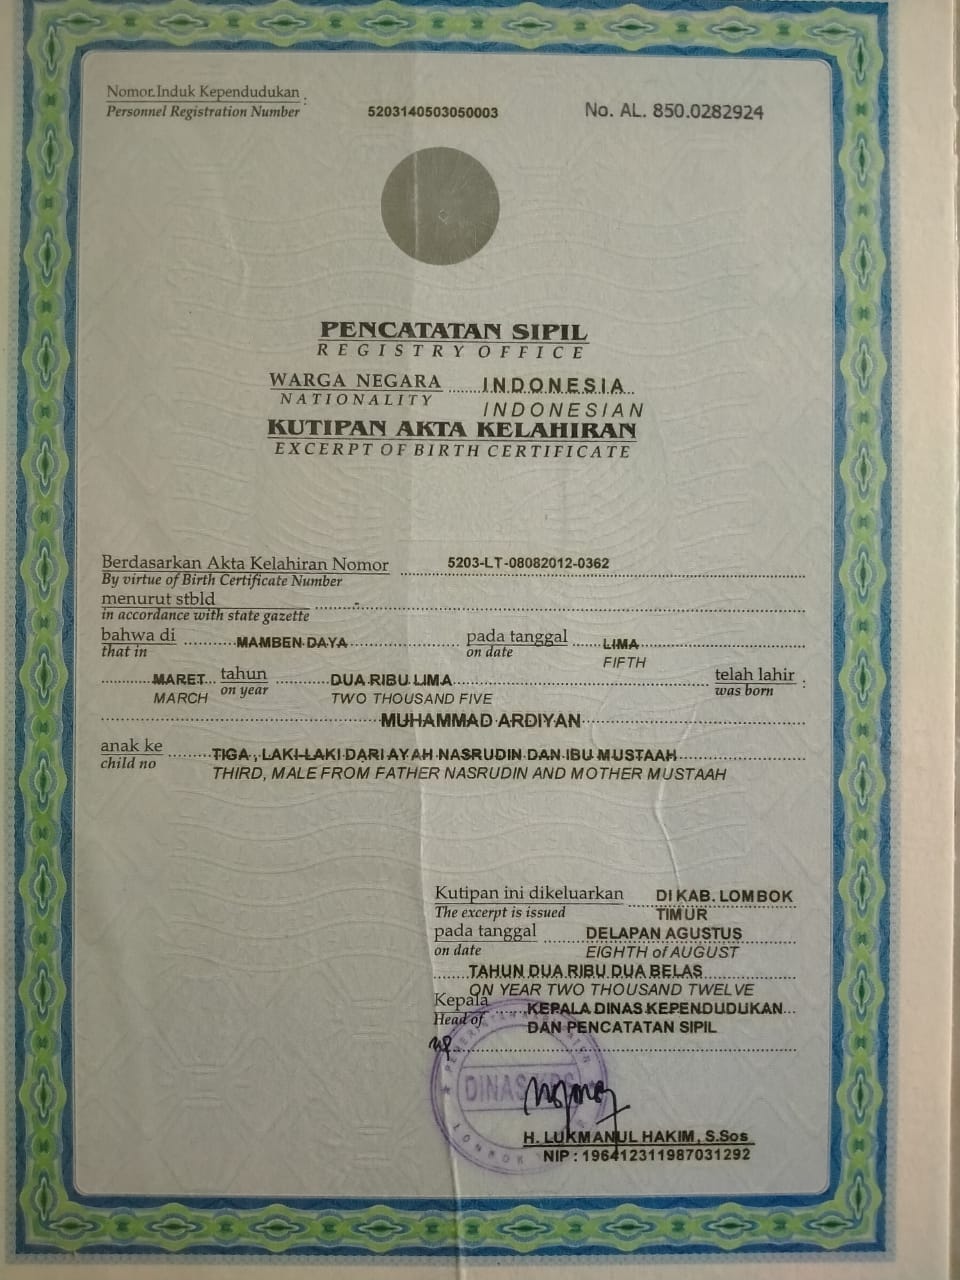 Nomor Induk Kependudukan :
Personnel Registration Number
5203140503050003
No. AL. 850.0282924
PENCATATAN SIPIL
REGISTRY OFFICE
WARGA NEGARA INDONESIA
NATIONALITY INDONESIAN
KUTIPAN AKTA KELAHIRAN
EXCERPT OF BIRTH CERTIFICATE
Berdasarkan Akta Kelahiran Nomor 5203-LT-08082012-0362
By virtue of Birth Certificate Number
menurut stbld -
in accordance with state gazette
bahwa di MAMBEN DAYA pada tanggal LIMA
that in on date FIFTH
MARET tahun DUA RIBU LIMA telah lahir :
MARCH on year TWO THOUSAND FIVE was born
MUHAMMAD ARDIYAN
anak ke TIGA , LAKI-LAKI DARI AYAH NASRUDIN DAN IBU MUSTAAH
child no THIRD, MALE FROM FATHER NASRUDIN AND MOTHER MUSTAAH
Kutipan ini dikeluarkan DI KAB. LOMBOK
The excerpt is issued TIMUR
pada tanggal DELAPAN AGUSTUS
on date EIGHTH of AUGUST
TAHUN DUA RIBU DUA BELAS
ON YEAR TWO THOUSAND TWELVE
Kepala KEPALA DINAS KEPENDUDUKAN
Head of DAN PENCATATAN SIPIL
DINAS
LOMBOK
H. LUKMANUL HAKIM, S.Sos
NIP : 196412311987031292